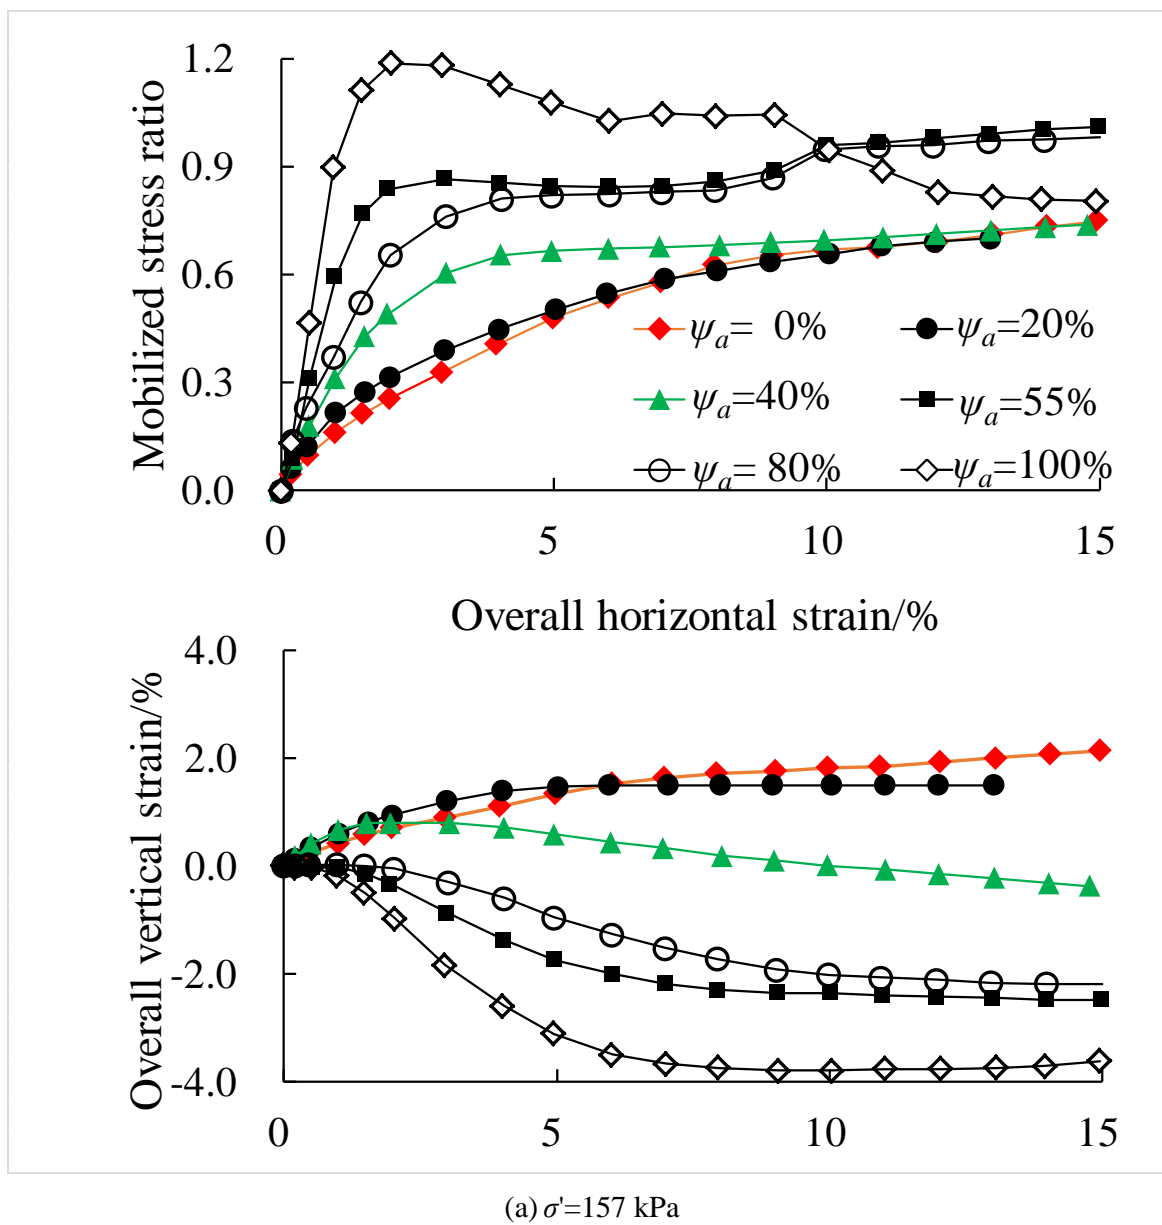 Mobilized stress ratio
1.2
0.9
0.6
0.3
0.0
ψa= 0%
ψa=20%
ψa=40%
ψa=55%
ψa= 80%
ψa=100%
0 5 10 15
Overall horizontal strain/%
Overall vertical strain/%
4.0
2.0
0.0
-2.0
-4.0
0 5 10 15
(a) σ'=157 kPa